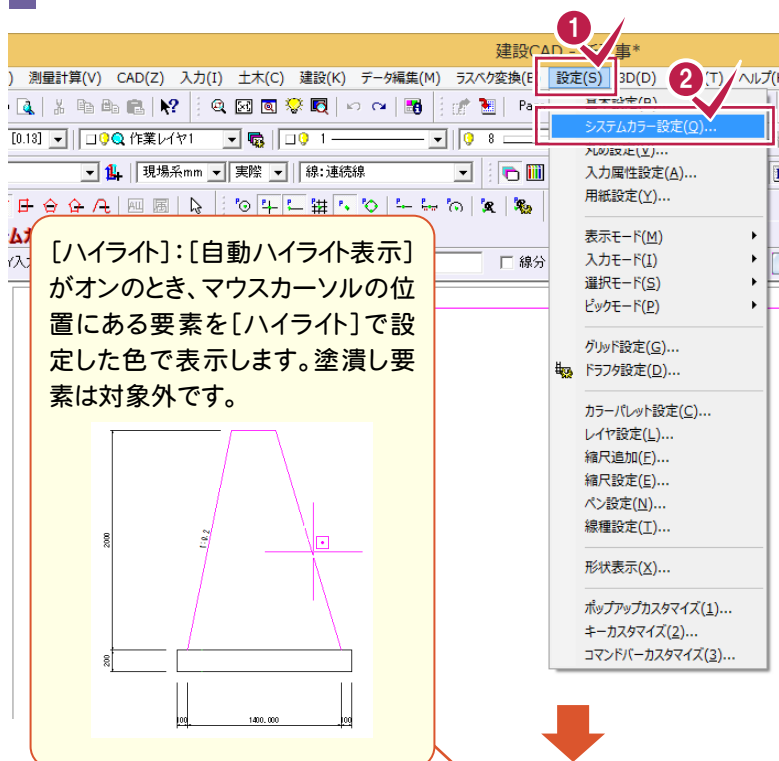 1
建設CAD
事*
測量計算(V) CAD(Z) 入力(I) 土木(C) 建設(K) データ編集(M) ラスベク変換(E 設定(S) 3D(D) 2 (T) ヘルプ(
[0.13] 作業レイヤ1 1 8
現場系mm 実際 線:連続線
ALL
線分
システムカラー設定(Q)...
丸め設定(V)...
入力属性設定(A)...
用紙設定(Y)...
表示モード(M)
入力モード(I)
選択モード(S)
ピックモード(P)
グリッド設定(G)...
ドラフタ設定(D)...
カラーパレット設定(C)...
レイヤ設定(L)...
縮尺追加(F)...
縮尺設定(E)...
ペン設定(N)...
線種設定(T)...
形状表示(X)...
ポップアップカスタマイズ(1)...
キーカスタマイズ(2)...
コマンドバーカスタマイズ(3)...
[ハイライト]:[自動ハイライト表示]
がオンのとき、マウスカーソルの位
置にある要素を[ハイライト]で設
定した色で表示します。塗潰し要
素は対象外です。
2000
1:0.2
200
100 1400.000 100